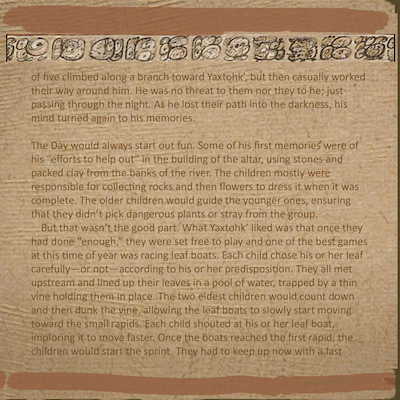 of five climbed along a branch toward Yaxtohk', but then casually worked
their way around him. He was no threat to them nor they to he; just
passing through the night. As he lost their path into the darkness, his
mind turned again to his memories.
The Day would always start out fun. Some of his first memories were of
his "efforts to help out" in the building of the altar, using stones and
packed clay from the banks of the river. The children mostly were
responsible for collecting rocks and then flowers to dress it when it was
complete. The older children would guide the younger ones, ensuring
that they didn't pick dangerous plants or stray from the group.
But that wasn't the good part. What Yaxtohk' liked was that once they
had done "enough," they were set free to play and one of the best games
at this time of year was racing leaf boats. Each child chose his or her leaf
carefully—or not—according to his or her predisposition. They all met
upstream and lined up their leaves in a pool of water, trapped by a thin
vine holding them in place. The two eldest children would count down
and then dunk the vine, allowing the leaf boats to slowly start moving
toward the small rapids. Each child shouted at his or her leaf boat,
imploring it to move faster. Once the boats reached the first rapid, the
children would start the sprint. They had to keep up now with a fast